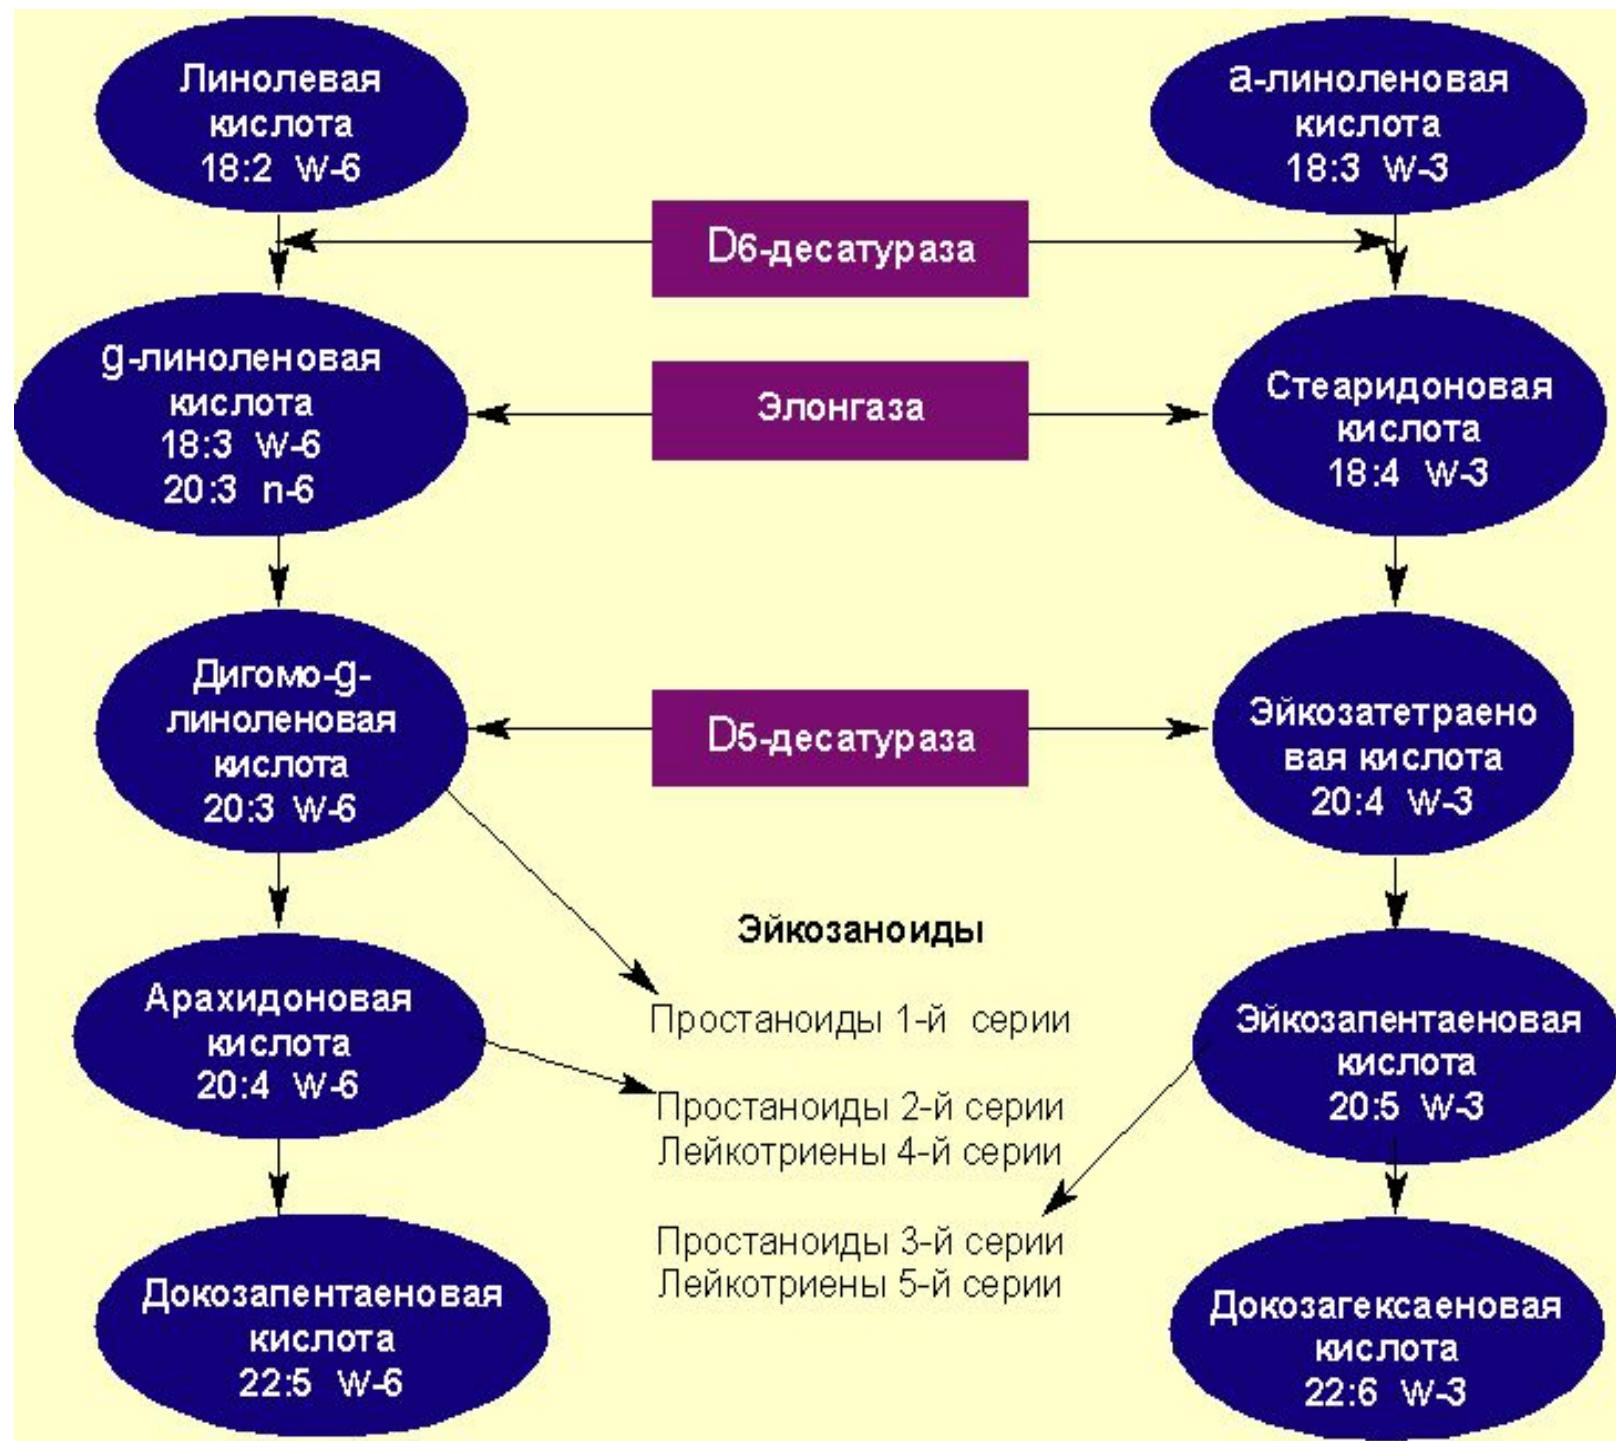 Линолевая
кислота
18:2 W-6
a-линоленовая
кислота
18:3 W-3
D6-десатураза
g-линоленовая
кислота
18:3 W-6
20:3 n-6
Элонгаза
Стеаридоновая
кислота
18:4 W-3
Дигомо-g-
линоленовая
кислота
20:3 W-6
D5-десатураза
Эйкозатетраено
вая кислота
20:4 W-3
Эйкозаноиды
Арахидоновая
кислота
20:4 W-6
Простаноиды 1-й серии
Простаноиды 2-й серии
Лейкотриены 4-й серии
Простаноиды 3-й серии
Лейкотриены 5-й серии
Эйкозапентаеновая
кислота
20:5 W-3
Докозапентаеновая
кислота
22:5 W-6
Докозагексаеновая
кислота
22:6 W-3